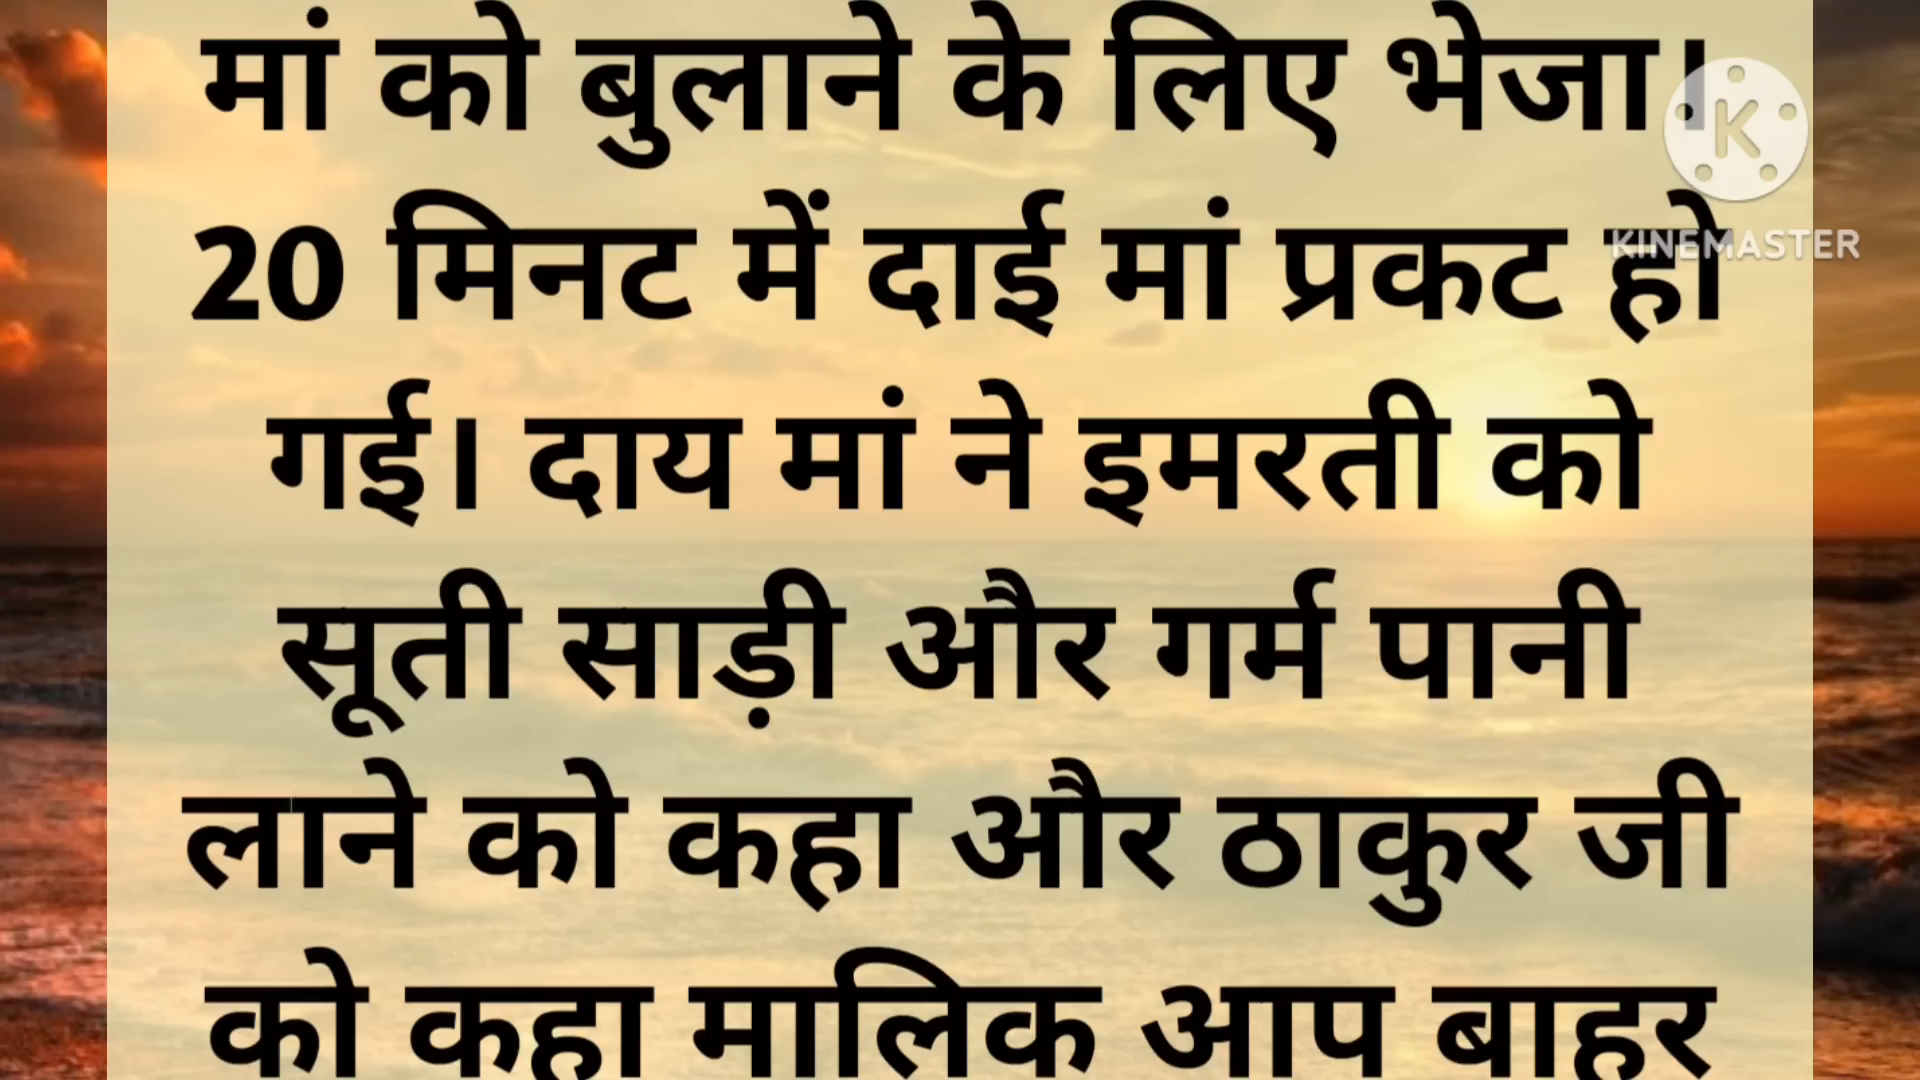 मां को बुलाने के लिए भेजा।
20 मिनट में दाई मां प्रकट हो
गई। दाय मां ने इमरती को
सूती साड़ी और गर्म पानी
लाने को कहा और ठाकुर जी
को कहा मालिक आप बाहर
K
KINEMASTER